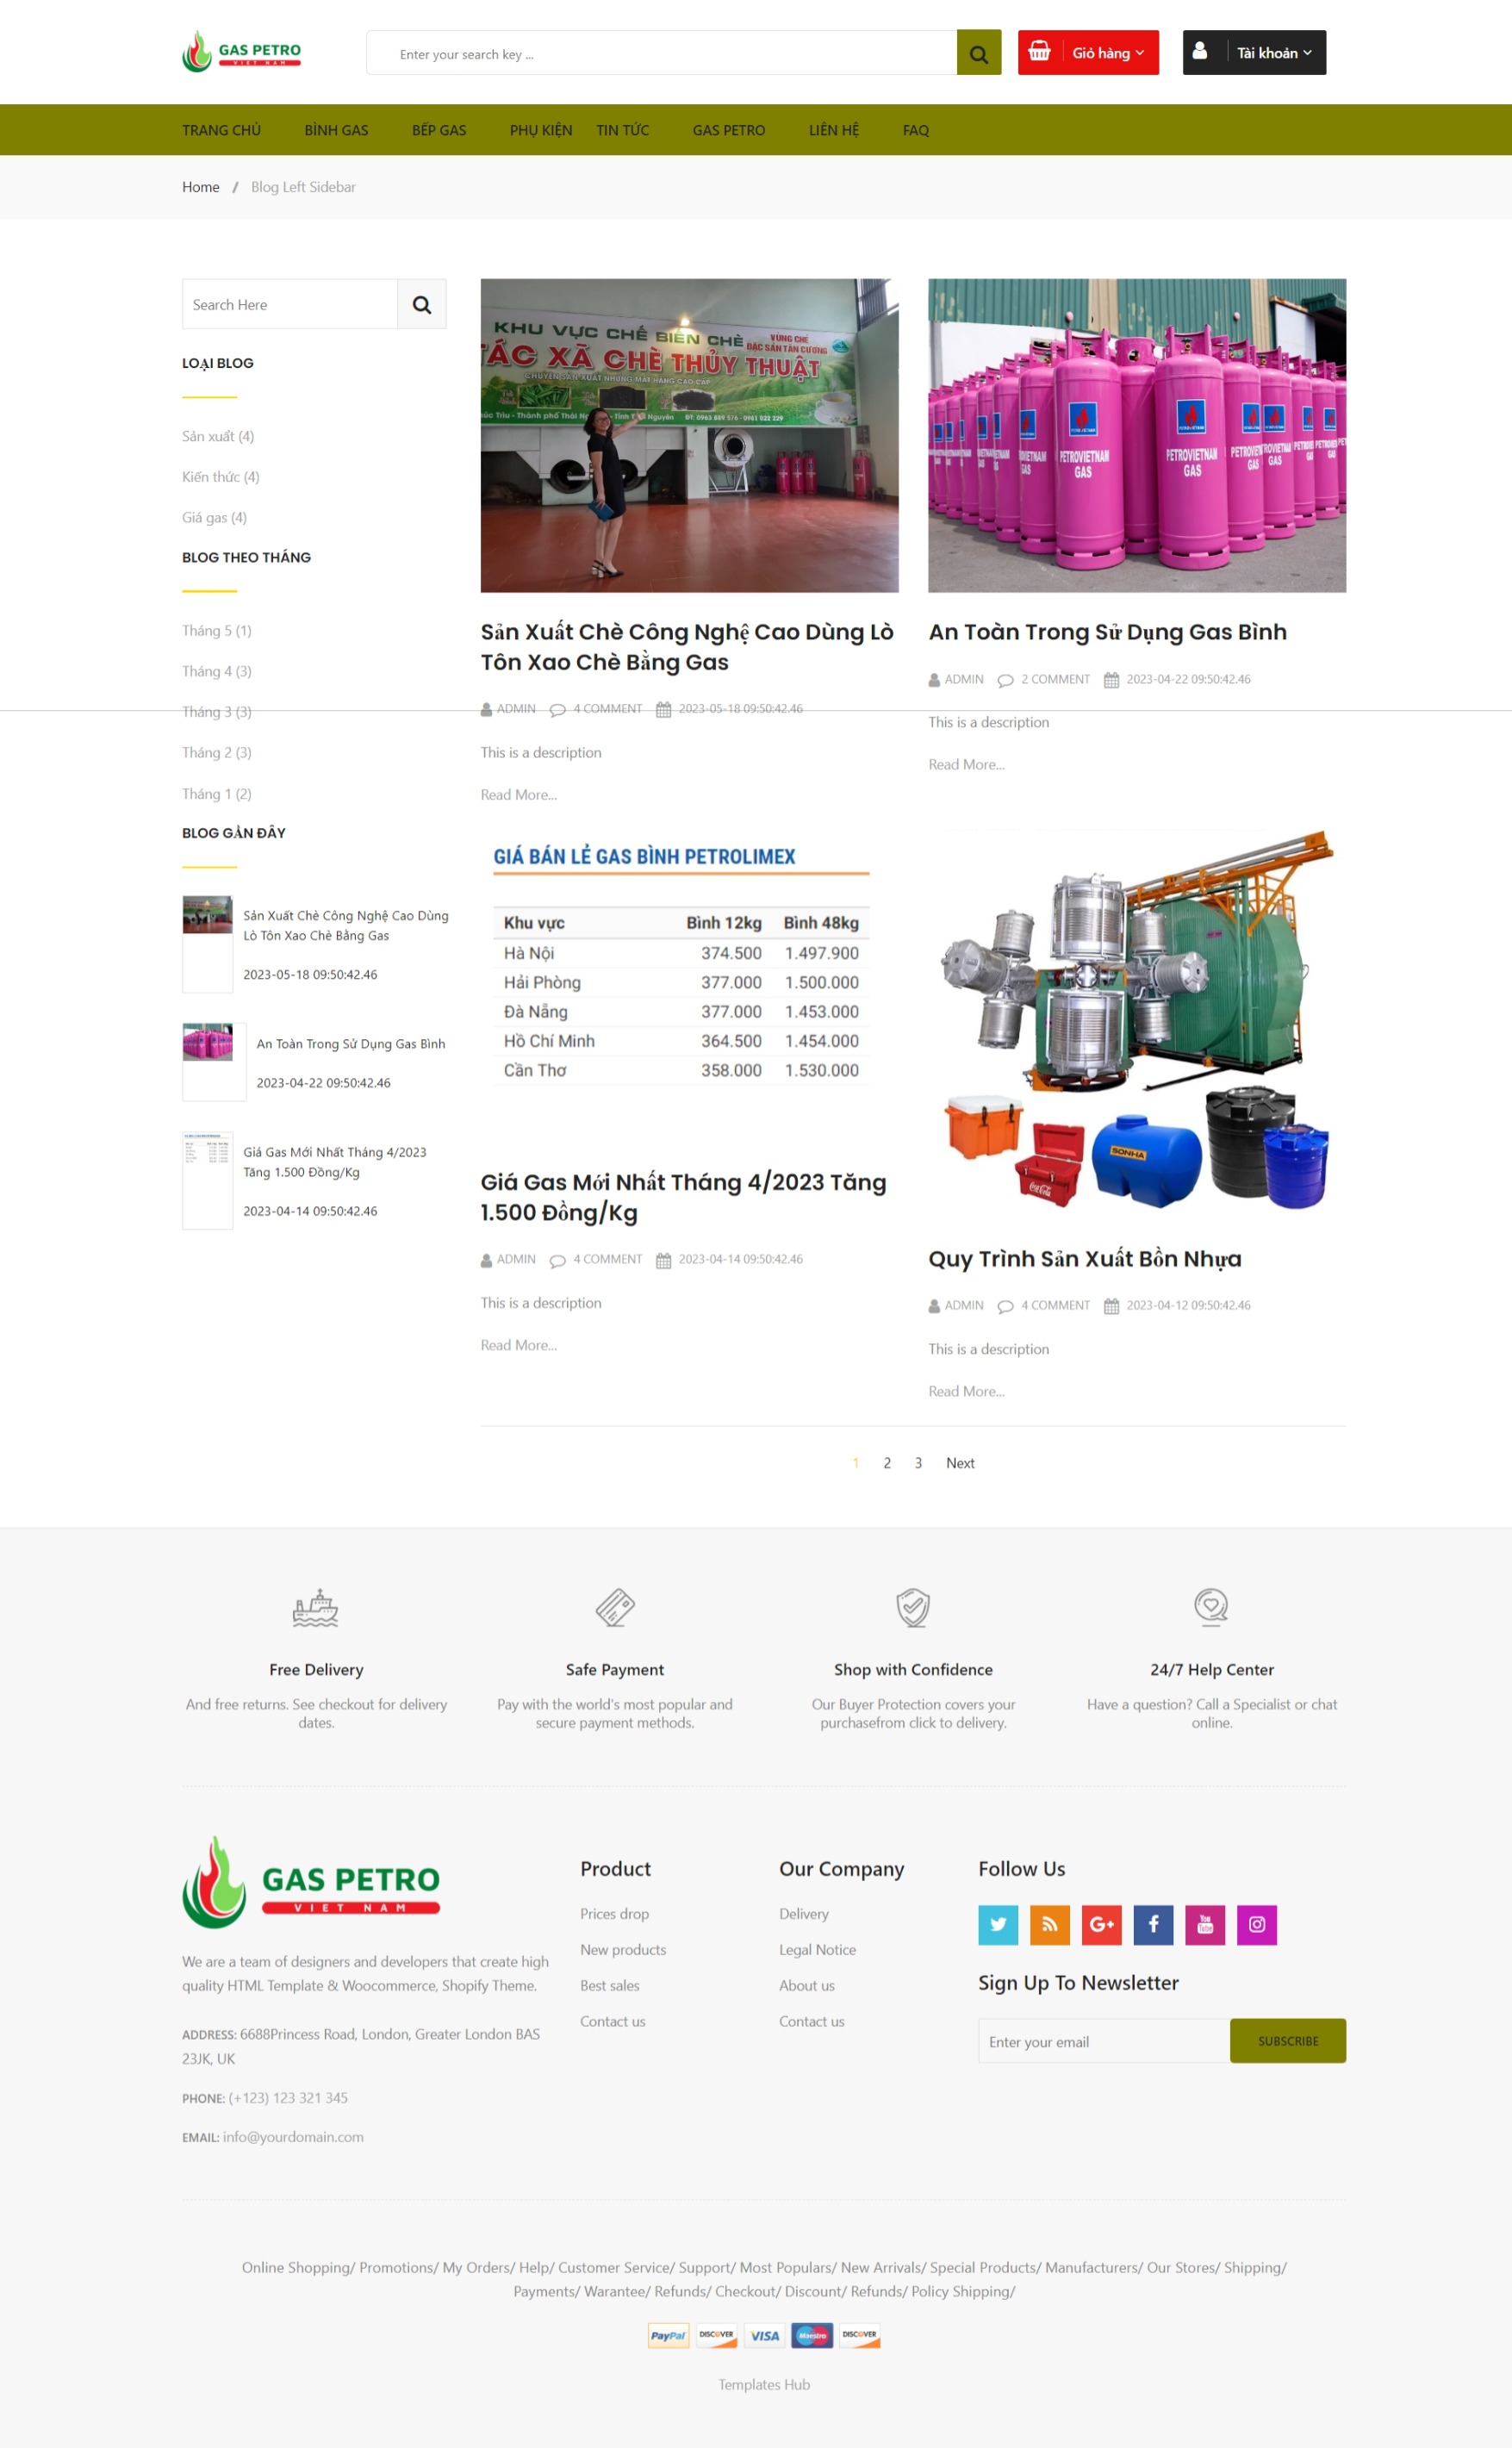 GAS PETRO
VIET NAM
Enter your search key ...
Giỏ hàng
Tài khoản
TRANG CHỦ BÌNH GAS BẾP GAS PHỤ KIỆN TIN TỨC GAS PETRO LIÊN HỆ FAQ
Home / Blog Left Sidebar
Search Here
LOẠI BLOG
Sản xuất (4)
Kiến thức (4)
Giá gas (4)
BLOG THEO THÁNG
Tháng 5 (1)
Tháng 4 (3)
Tháng 3 (3)
Tháng 2 (3)
Tháng 1 (2)
BLOG GẦN ĐÂY
Sản Xuất Chè Công Nghệ Cao Dùng
Lò Tôn Xao Chè Bằng Gas
2023-05-18 09:50:42.46
An Toàn Trong Sử Dụng Gas Bình
2023-04-22 09:50:42.46
Giá Gas Mới Nhất Tháng 4/2023
Tăng 1.500 Đồng/Kg
2023-04-14 09:50:42.46
KHU VỰC CHẾ BIẾN CHÈ
VÙNG CHÈ
ĐẶC SẢN TÂN CƯƠNG
TÁC XÃ CHÈ THỦY THUẬT
CHUYÊN SẢN XUẤT NHỮNG MẶT HÀNG CAO CẤP
ĐT: 0963 889 576 - 0981 022 229
Sản Xuất Chè Công Nghệ Cao Dùng Lò
Tôn Xao Chè Bằng Gas
ADMIN 4 COMMENT 2023-05-18 09:50:42.46
This is a description
Read More...
PETROVIETNAM
GAS
PETROVIETNAM
GAS
An Toàn Trong Sử Dụng Gas Bình
ADMIN 2 COMMENT 2023-04-22 09:50:42.46
This is a description
Read More...
GIÁ BÁN LẺ GAS BÌNH PETROLIMEX
Khu vực Bình 12kg Bình 48kg
Hà Nội 374.500 1.497.900
Hải Phòng 377.000 1.500.000
Đà Nẵng 377.000 1.453.000
Hồ Chí Minh 364.500 1.454.000
Cần Thơ 358.000 1.530.000
Giá Gas Mới Nhất Tháng 4/2023 Tăng
1.500 Đồng/Kg
ADMIN 4 COMMENT 2023-04-14 09:50:42.46
This is a description
Read More...
SONHA
Coca-Cola
Quy Trình Sản Xuất Bồn Nhựa
ADMIN 4 COMMENT 2023-04-12 09:50:42.46
This is a description
Read More...
1 2 3 Next
Free Delivery
And free returns. See checkout for delivery
dates.
Safe Payment
Pay with the world's most popular and
secure payment methods.
Shop with Confidence
Our Buyer Protection covers your
purchasefrom click to delivery.
24/7 Help Center
Have a question? Call a Specialist or chat
online.
GAS PETRO
VIET NAM
We are a team of designers and developers that create high
quality HTML Template & Woocommerce, Shopify Theme.
ADDRESS: 6688Princess Road, London, Greater London BAS
23JK, UK
PHONE: (+123) 123 321 345
EMAIL: info@yourdomain.com
Product
Prices drop
New products
Best sales
Contact us
Our Company
Delivery
Legal Notice
About us
Contact us
Follow Us
G+
f
You
Tube
Sign Up To Newsletter
Enter your email
SUBSCRIBE
Online Shopping/ Promotions/ My Orders/ Help/ Customer Service/ Support/ Most Populars/ New Arrivals/ Special Products/ Manufacturers/ Our Stores/ Shipping/
Payments/ Warantee/ Refunds/ Checkout/ Discount/ Refunds/ Policy Shipping/
PayPal DISCOVER VISA Maestro DISCOVER
Templates Hub